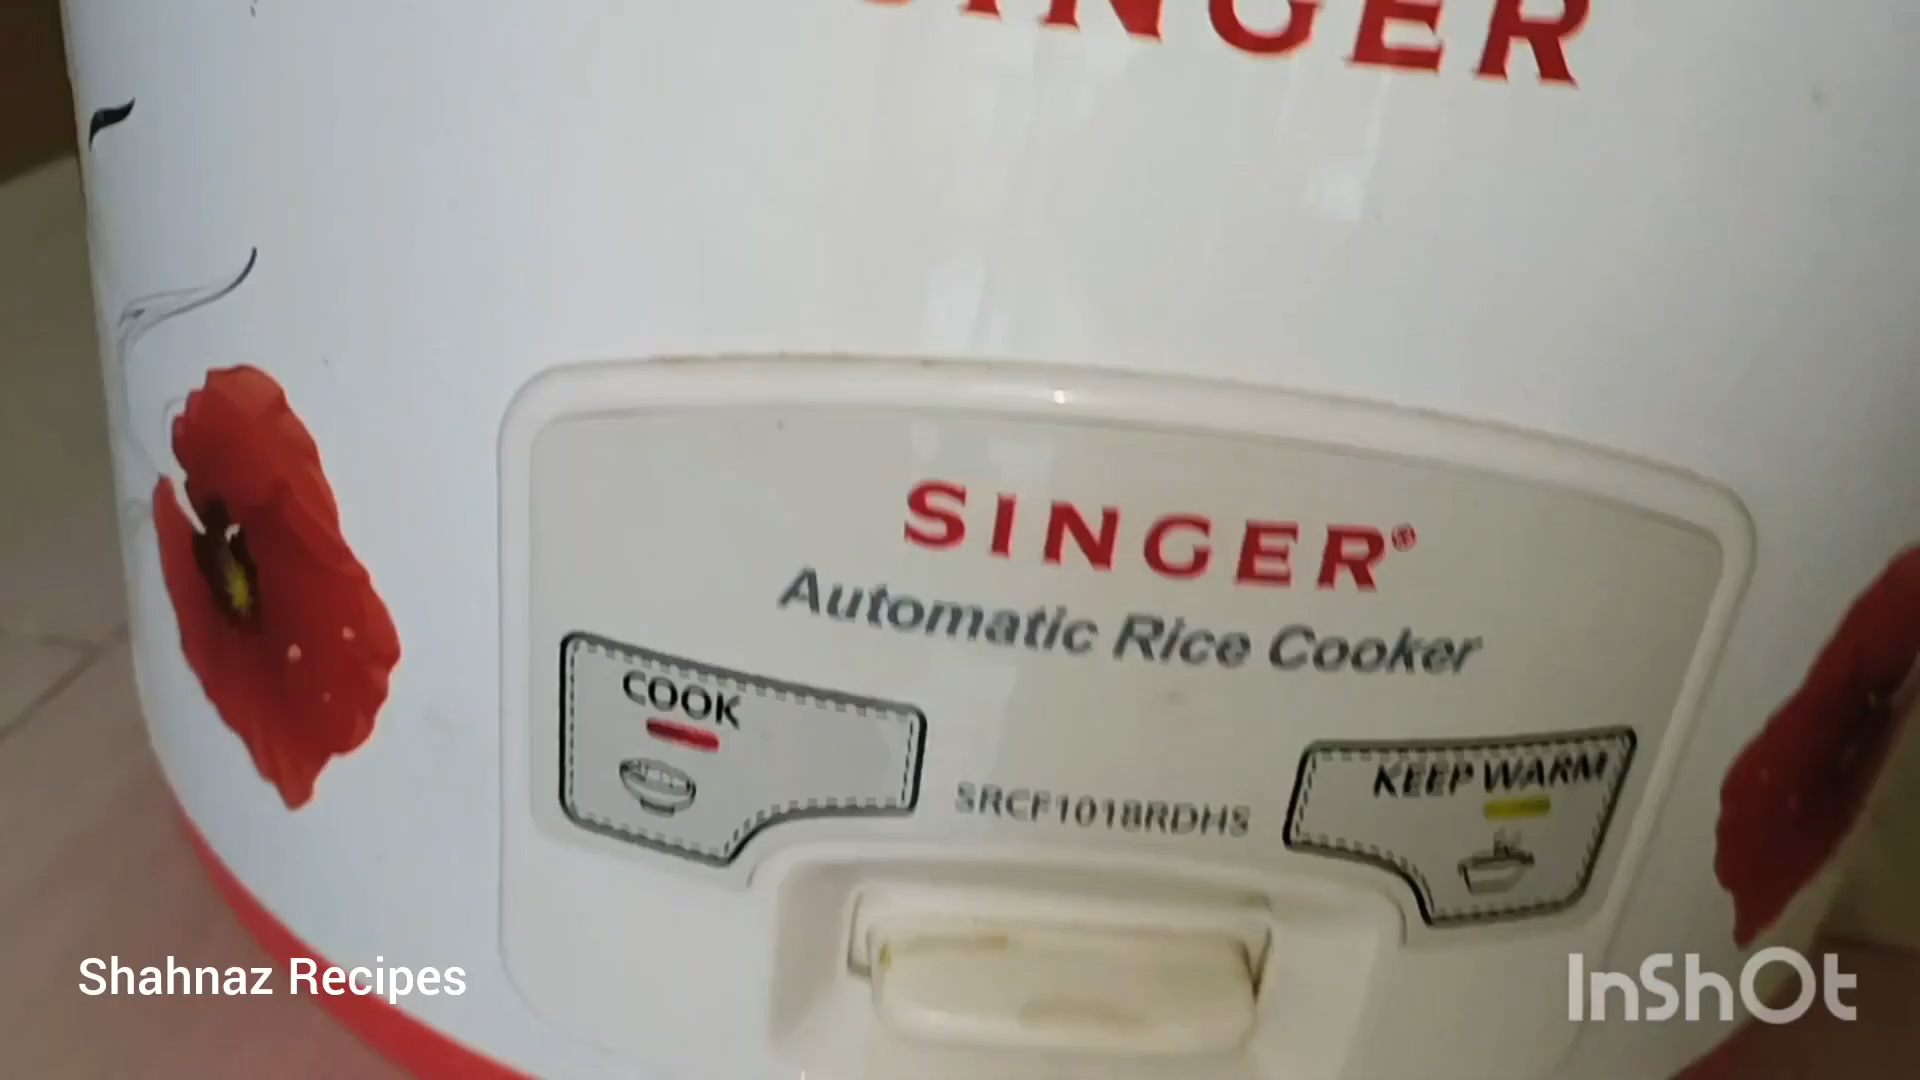 SINGER
SINGER®
Automatic Rice Cooker
COOK
KEEP WARM
SRCF1018RDHS
Shahnaz Recipes
InShOt